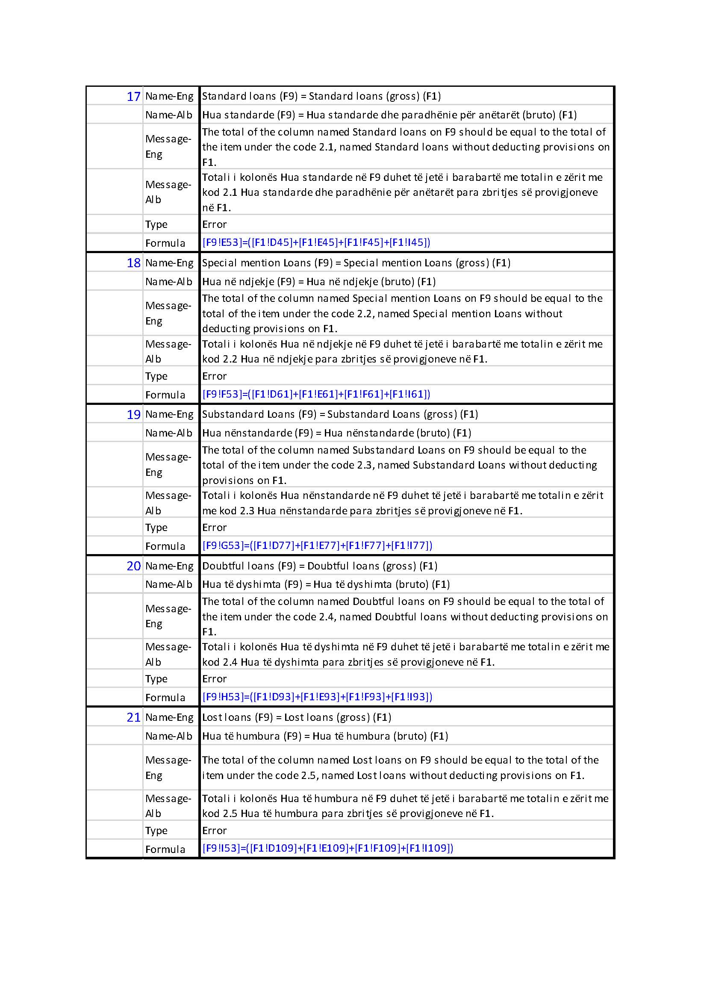 17 Name-Eng Standard loans (F9) = Standard loans (gross) (F1)
Name-Alb Hua standarde (F9) = Hua standarde dhe paradhënie për anëtarët (bruto) (F1)
Message-Eng The total of the column named Standard loans on F9 should be equal to the total of
the item under the code 2.1, named Standard loans without deducting provisions on
F1.
Message-Alb Totali i kolonës Hua standarde në F9 duhet të jetë i barabartë me totalin e zërit me
kod 2.1 Hua standarde dhe paradhënie për anëtarët para zbritjes së provigjoneve
në F1.
Type Error
Formula [F9!E53]=([F1!D45]+[F1!E45]+[F1!F45]+[F1!I45])
18 Name-Eng Special mention Loans (F9) = Special mention Loans (gross) (F1)
Name-Alb Hua në ndjekje (F9) = Hua në ndjekje (bruto) (F1)
Message-Eng The total of the column named Special mention Loans on F9 should be equal to the
total of the item under the code 2.2, named Special mention Loans without
deducting provisions on F1.
Message-Alb Totali i kolonës Hua në ndjekje në F9 duhet të jetë i barabartë me totalin e zërit me
kod 2.2 Hua në ndjekje para zbritjes së provigjoneve në F1.
Type Error
Formula [F9!F53]=([F1!D61]+[F1!E61]+[F1!F61]+[F1!I61])
19 Name-Eng Substandard Loans (F9) = Substandard Loans (gross) (F1)
Name-Alb Hua nënstandarde (F9) = Hua nënstandarde (bruto) (F1)
Message-Eng The total of the column named Substandard Loans on F9 should be equal to the
total of the item under the code 2.3, named Substandard Loans without deducting
provisions on F1.
Message-Alb Totali i kolonës Hua nënstandarde në F9 duhet të jetë i barabartë me totalin e zërit
me kod 2.3 Hua nënstandarde para zbritjes së provigjoneve në F1.
Type Error
Formula [F9!G53]=([F1!D77]+[F1!E77]+[F1!F77]+[F1!I77])
20 Name-Eng Doubtful loans (F9) = Doubtful loans (gross) (F1)
Name-Alb Hua të dyshimta (F9) = Hua të dyshimta (bruto) (F1)
Message-Eng The total of the column named Doubtful loans on F9 should be equal to the total of
the item under the code 2.4, named Doubtful loans without deducting provisions on
F1.
Message-Alb Totali i kolonës Hua të dyshimta në F9 duhet të jetë i barabartë me totalin e zërit me
kod 2.4 Hua të dyshimta para zbritjes së provigjoneve në F1.
Type Error
Formula [F9!H53]=([F1!D93]+[F1!E93]+[F1!F93]+[F1!I93])
21 Name-Eng Lost loans (F9) = Lost loans (gross) (F1)
Name-Alb Hua të humbura (F9) = Hua të humbura (bruto) (F1)
Message-Eng The total of the column named Lost loans on F9 should be equal to the total of the
item under the code 2.5, named Lost loans without deducting provisions on F1.
Message-Alb Totali i kolonës Hua të humbura në F9 duhet të jetë i barabartë me totalin e zërit me
kod 2.5 Hua të humbura para zbritjes së provigjoneve në F1.
Type Error
Formula [F9!I53]=([F1!D109]+[F1!E109]+[F1!F109]+[F1!I109])